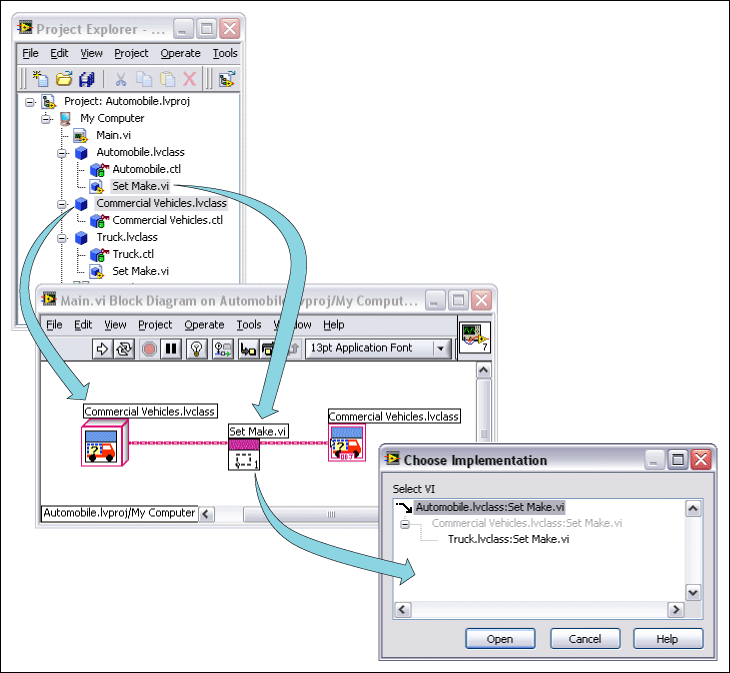 Project Explorer - ...
File Edit View Project Operate Tools
Project: Automobile.lvproj
My Computer
Main.vi
Automobile.lvclass
Automobile.ctl
Set Make.vi
Commercial Vehicles.lvclass
Commercial Vehicles.ctl
Truck.lvclass
Truck.ctl
Set Make.vi
Main.vi Block Diagram on Automobile.lvproj/My Comput...
File Edit View Project Operate Tools Window Help
13pt Application Font
7
Commercial Vehicles.lvclass
Set Make.vi
1
Commercial Vehicles.lvclass
Automobile.lvproj/My Computer
Choose Implementation
Select VI
Automobile.lvclass:Set Make.vi
Commercial Vehicles.lvclass:Set Make.vi
Truck.lvclass:Set Make.vi
Open Cancel Help